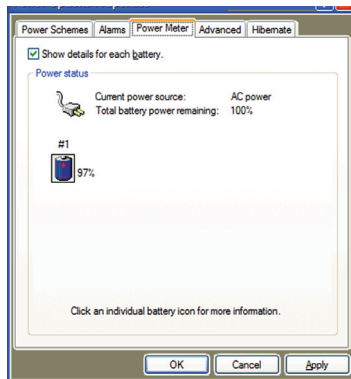 Power Schemes Alarms Power Meter Advanced Hibernate
Show details for each battery.
Power status
Current power source: AC power
Total battery power remaining: 100%
#1
97%
Click an individual battery icon for more information.
OK Cancel Apply